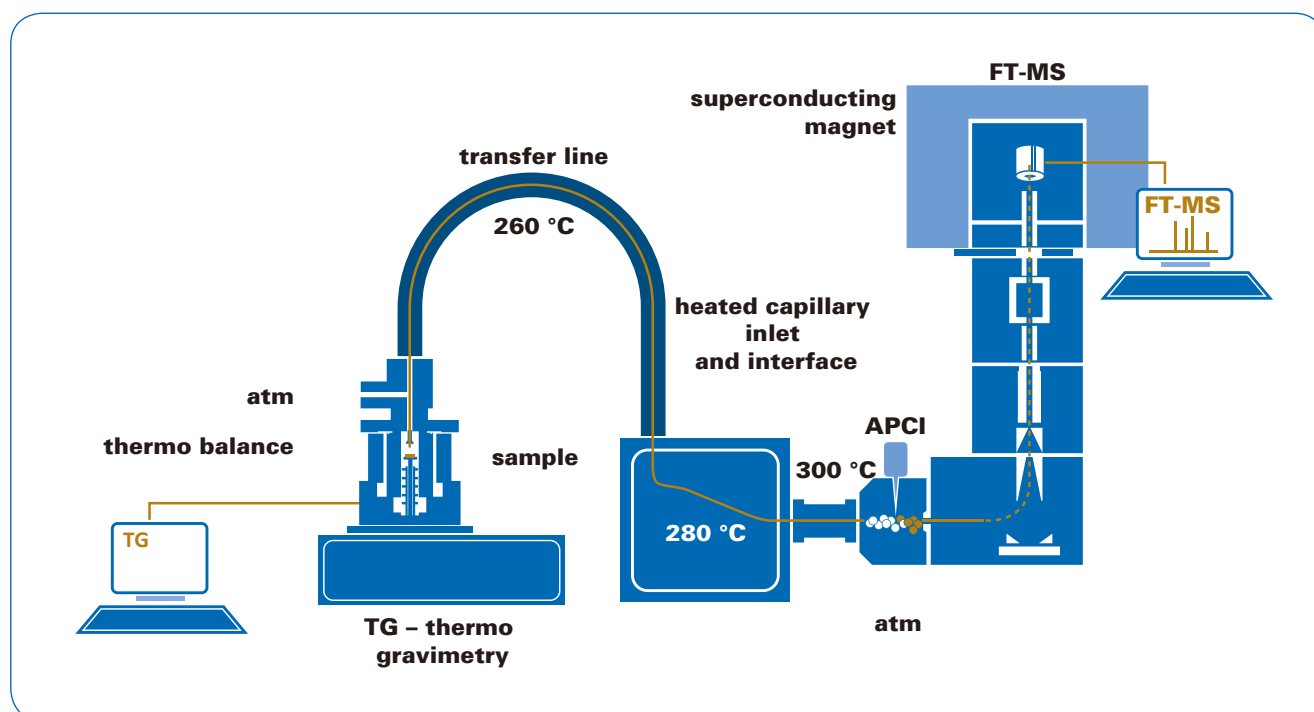 FT-MS
superconducting
magnet
transfer line
260 °C
FT-MS
heated capillary
inlet
and interface
atm
thermo balance
sample
APCI
300 °C
280 °C
TG
TG – thermo
gravimetry
atm